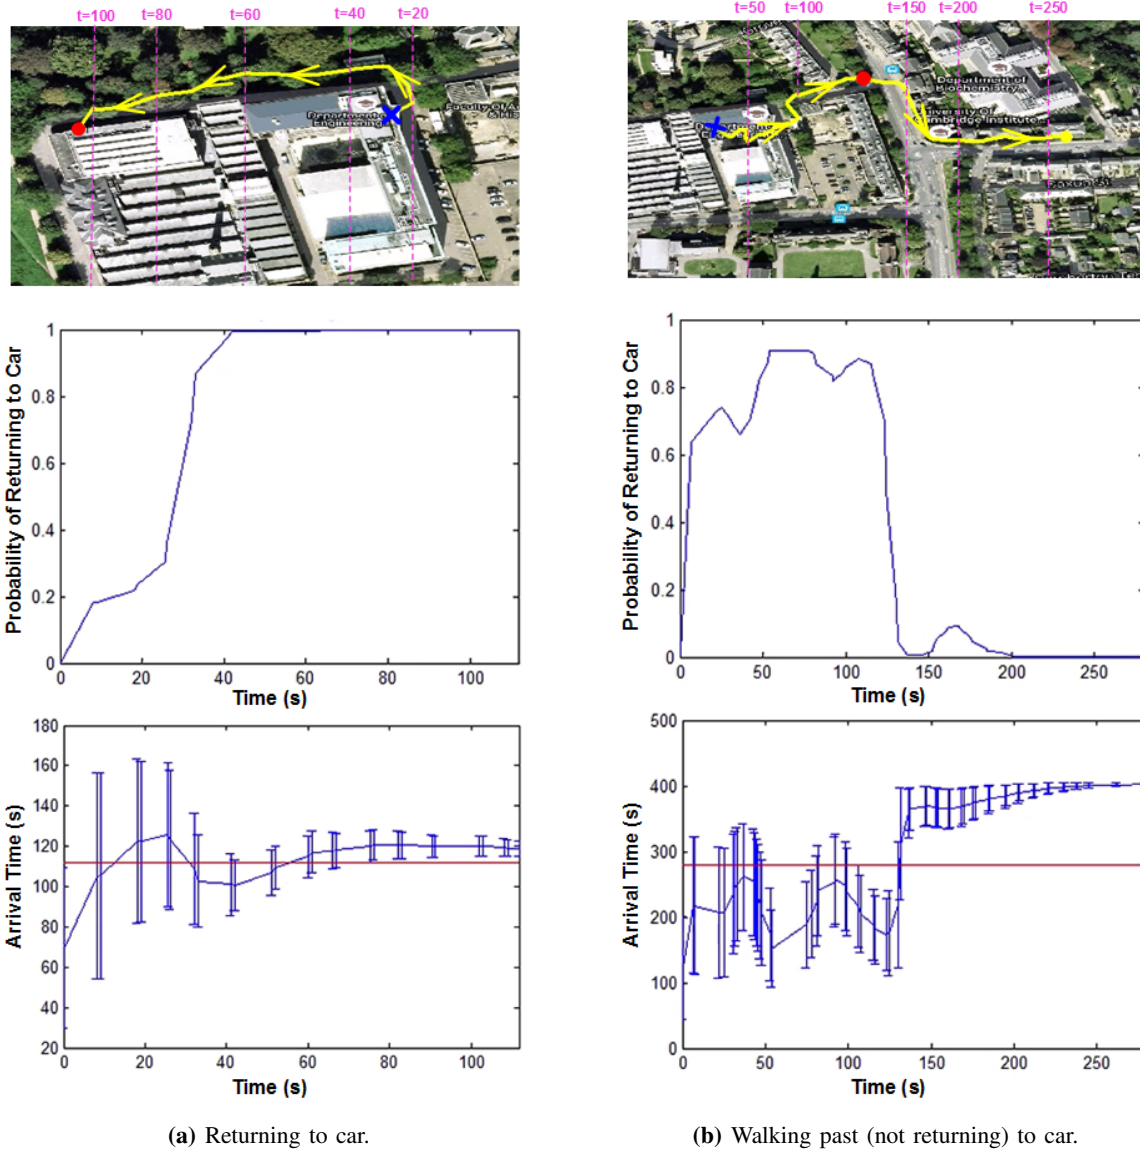 t=100 t=80 t=60 t=40 t=20
Department
Engineering
Faculty Of A
& His
t=50 t=100 t=150 t=200 t=250
Department of
Biochemistry...
University Of
Cambridge Institute...
Probability of Returning to Car
1
0.8
0.6
0.4
0.2
0
0 20 40 60 80 100
Time (s)
Probability of Returning to Car
1
0.8
0.6
0.4
0.2
0
0 50 100 150 200 250
Time (s)
Arrival Time (s)
180
160
140
120
100
80
60
40
20
0 20 40 60 80 100
Time (s)
Arrival Time (s)
500
400
300
200
100
0
0 50 100 150 200 250
Time (s)
(a) Returning to car.
(b) Walking past (not returning) to car.